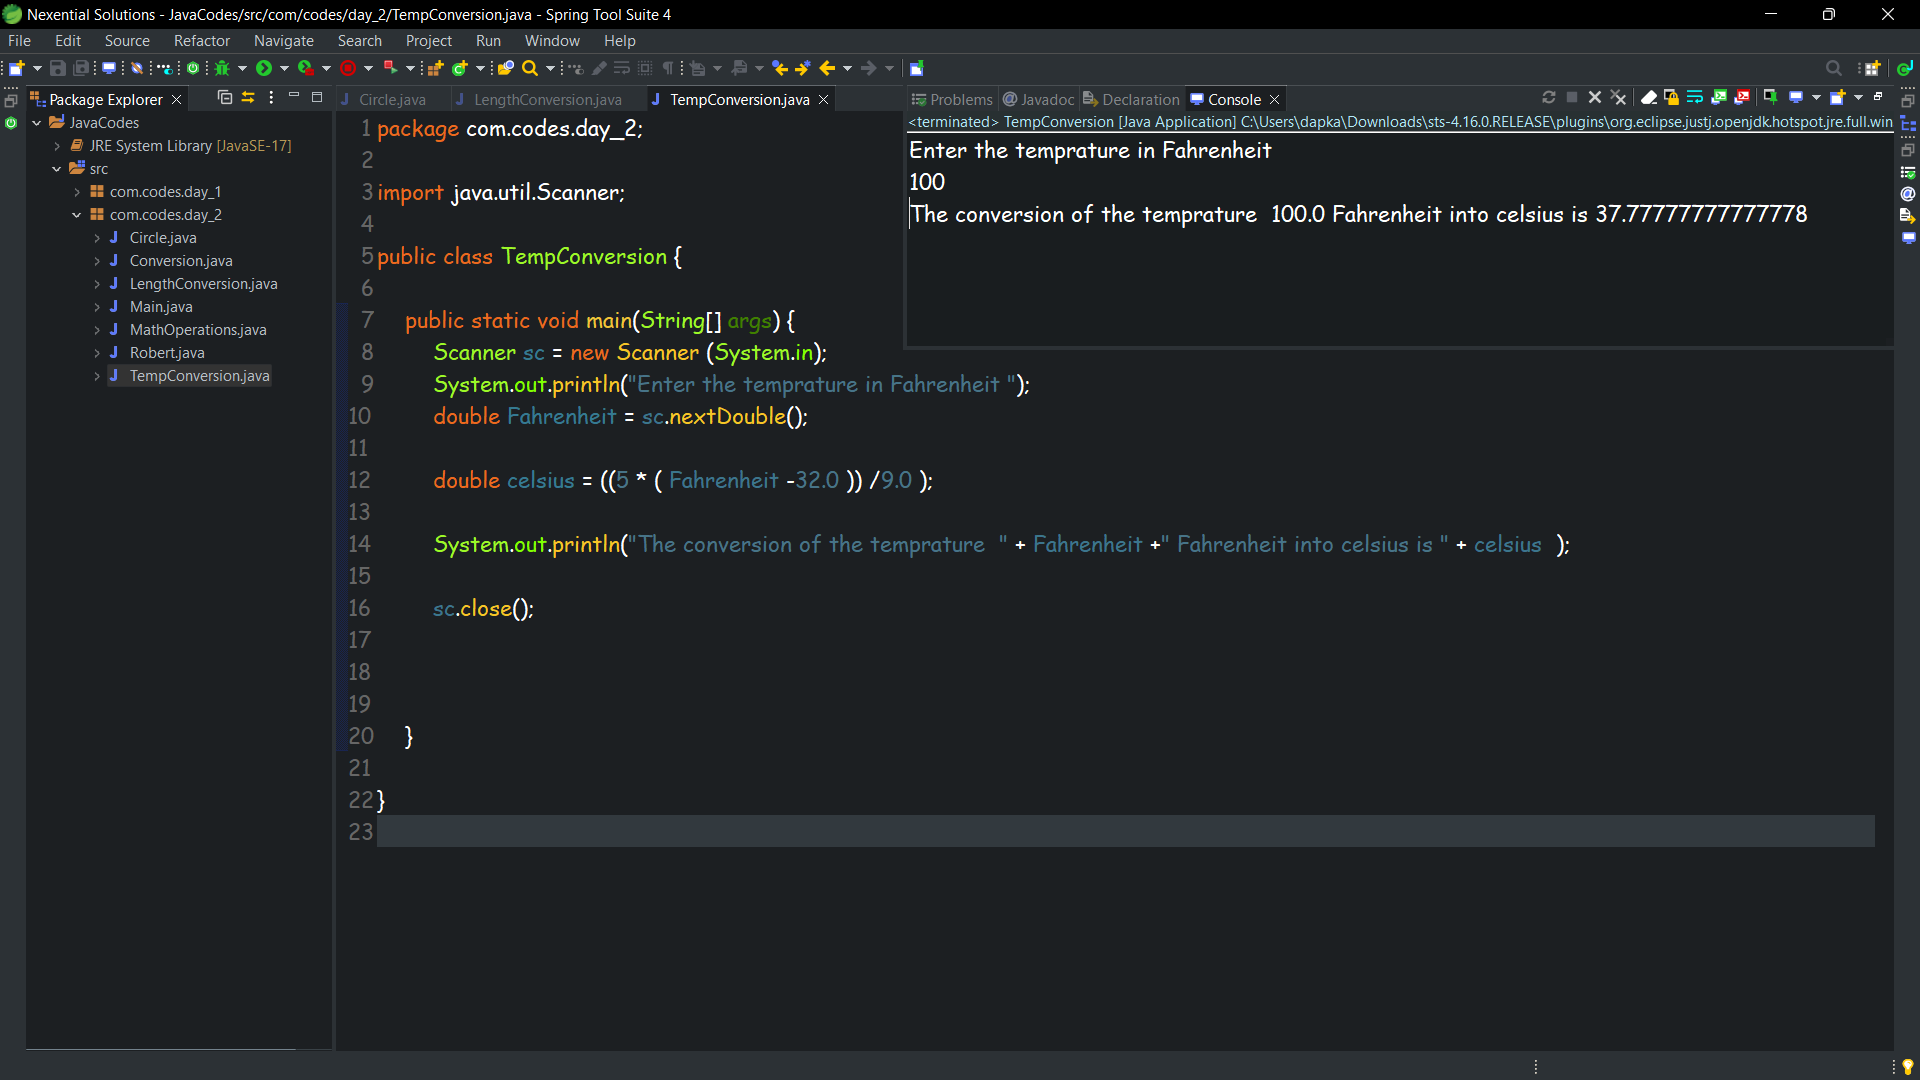 Nexential Solutions - JavaCodes/src/com/codes/day_2/TempConversion.java - Spring Tool Suite 4
File Edit Source Refactor Navigate Search Project Run Window Help
Package Explorer
JavaCodes
JRE System Library [JavaSE-17]
src
com.codes.day_1
com.codes.day_2
Circle.java
Conversion.java
LengthConversion.java
Main.java
MathOperations.java
Robert.java
TempConversion.java
Circle.java LengthConversion.java TempConversion.java
1 package com.codes.day_2;
2
3 import java.util.Scanner;
4
5 public class TempConversion {
6
7 public static void main(String[] args) {
8 Scanner sc = new Scanner (System.in);
9 System.out.println("Enter the temprature in Fahrenheit ");
10 double Fahrenheit = sc.nextDouble();
11
12 double celsius = ((5 * ( Fahrenheit -32.0 )) /9.0 );
13
14 System.out.println("The conversion of the temprature  " + Fahrenheit +" Fahrenheit into celsius is " + celsius  );
15
16 sc.close();
17
18
19
20 }
21
22 }
23
Problems Javadoc Declaration Console
<terminated> TempConversion [Java Application] C:\Users\dapka\Downloads\sts-4.16.0.RELEASE\plugins\org.eclipse.justj.openjdk.hotspot.jre.full.win
Enter the temprature in Fahrenheit
100
The conversion of the temprature  100.0 Fahrenheit into celsius is 37.77777777777778